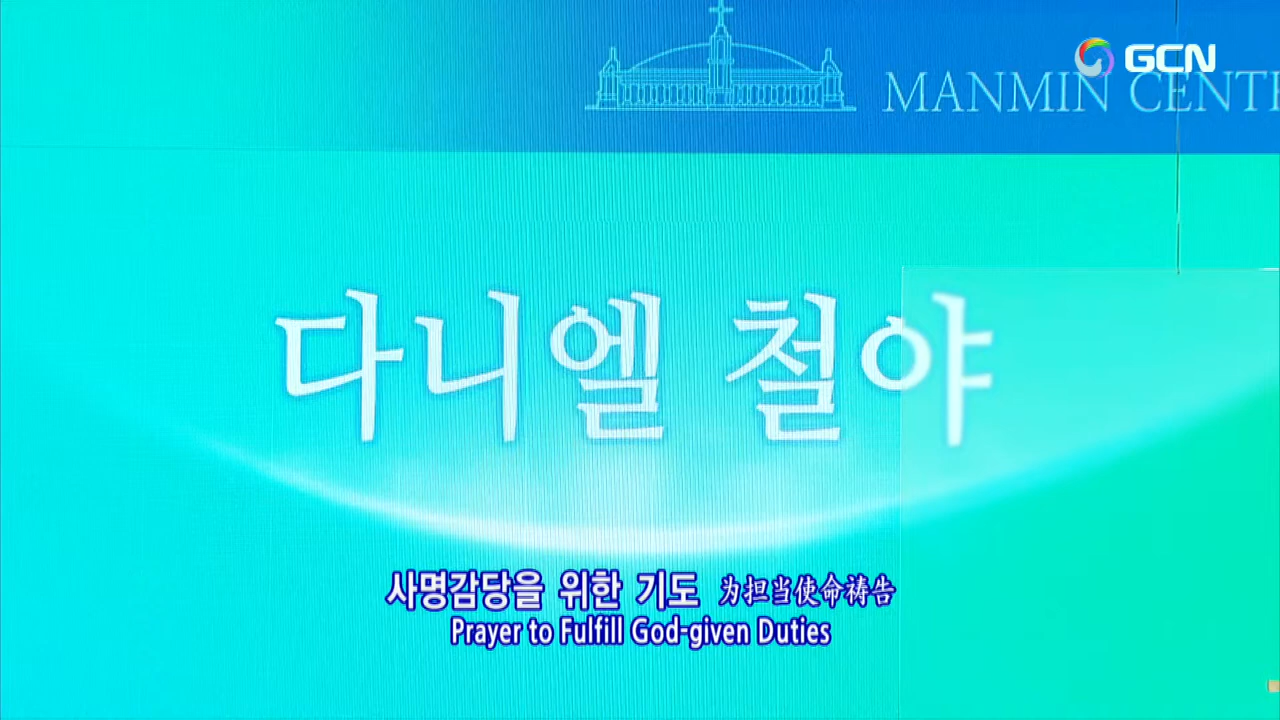 GCN
MANMIN CENT
다니엘 철야
사명감당을 위한 기도 为担当使命祷告
Prayer to Fulfill God-given Duties